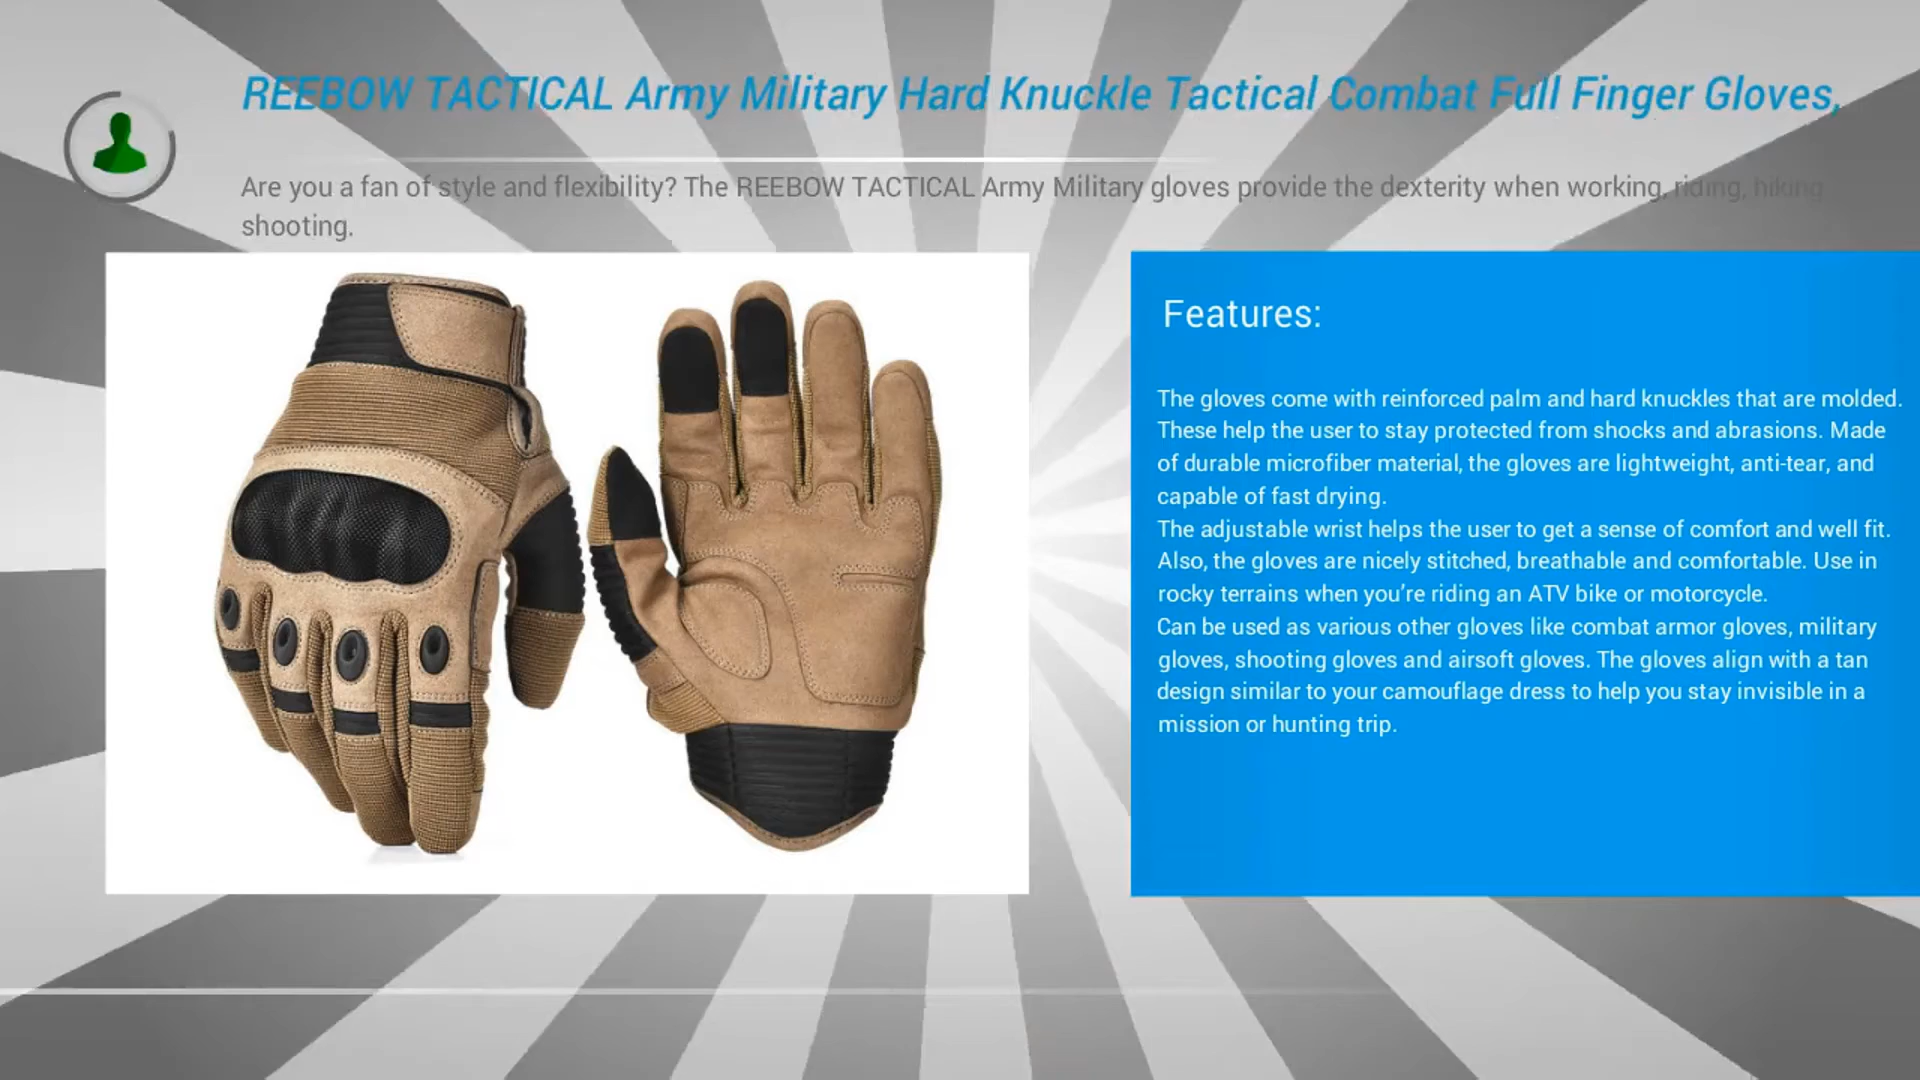 REEBOW TACTICAL Army Military Hard Knuckle Tactical Combat Full Finger Gloves,
Are you a fan of style and flexibility? The REEBOW TACTICAL Army Military gloves provide the dexterity when working, riding, hiking
shooting.
Features:
The gloves come with reinforced palm and hard knuckles that are molded.
These help the user to stay protected from shocks and abrasions. Made
of durable microfiber material, the gloves are lightweight, anti-tear, and
capable of fast drying.
The adjustable wrist helps the user to get a sense of comfort and well fit.
Also, the gloves are nicely stitched, breathable and comfortable. Use in
rocky terrains when you’re riding an ATV bike or motorcycle.
Can be used as various other gloves like combat armor gloves, military
gloves, shooting gloves and airsoft gloves. The gloves align with a tan
design similar to your camouflage dress to help you stay invisible in a
mission or hunting trip.